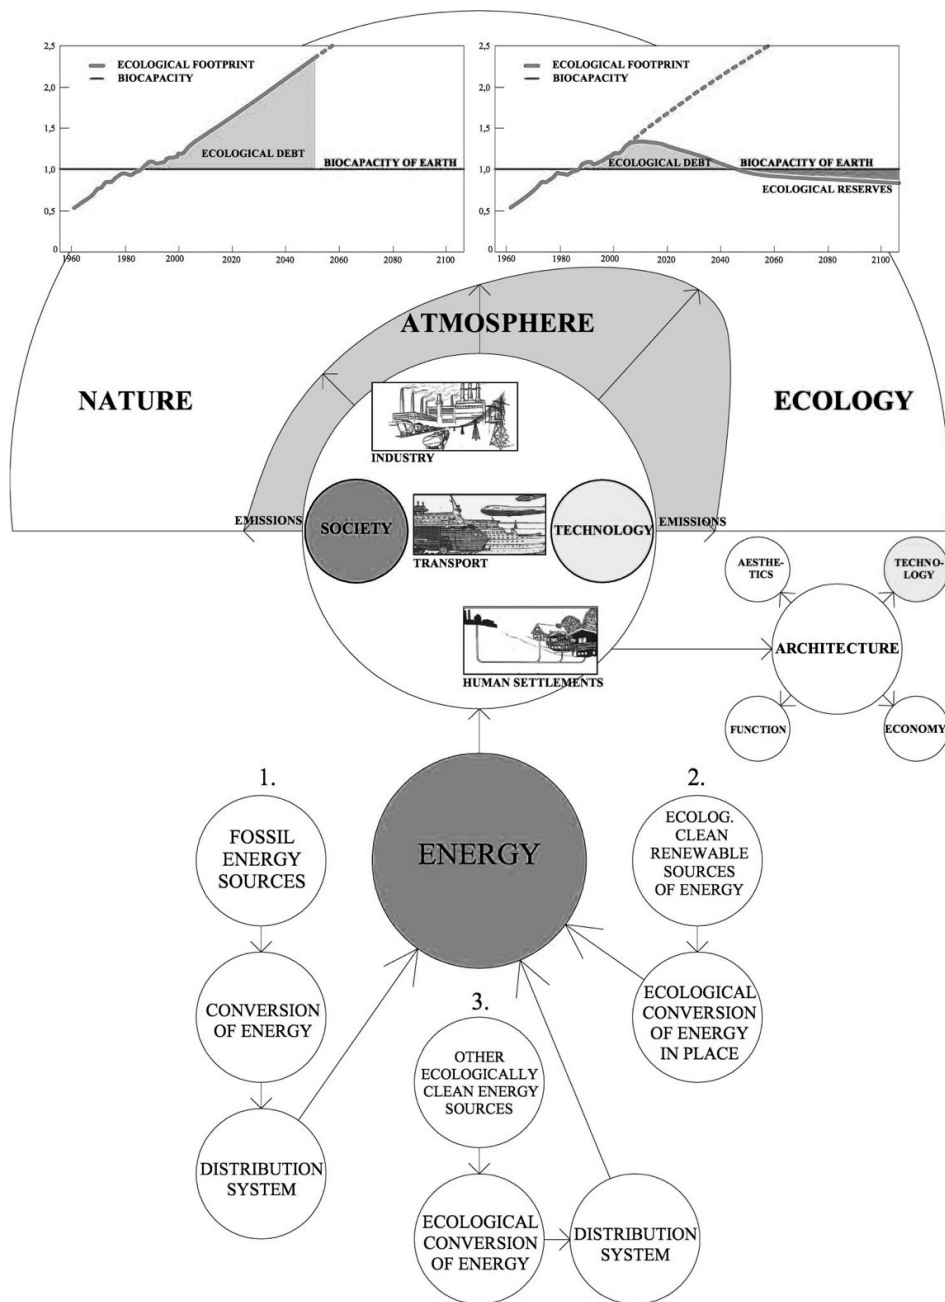 2,5
2,0
1,5
1,0
0,5
0
ECOLOGICAL FOOTPRINT
BIOCAPACITY
ECOLOGICAL DEBT
BIOCAPACITY OF EARTH
1960
1980
2000
2020
2040
2060
2080
2100
2,5
2,0
1,5
1,0
0,5
0
ECOLOGICAL FOOTPRINT
BIOCAPACITY
ECOLOGICAL DEBT
BIOCAPACITY OF EARTH
ECOLOGICAL RESERVES
1960
1980
2000
2020
2040
2060
2080
2100
ATMOSPHERE
NATURE
ECOLOGY
INDUSTRY
EMISSIONS
SOCIETY
TECHNOLOGY
EMISSIONS
TRANSPORT
HUMAN SETTLEMENTS
AESTHE-
TICS
TECHNO-
LOGY
ARCHITECTURE
FUNCTION
ECONOMY
ENERGY
1.
FOSSIL
ENERGY
SOURCES
CONVERSION
OF ENERGY
DISTRIBUTION
SYSTEM
2.
ECOLOG.
CLEAN
RENEWABLE
SOURCES
OF ENERGY
ECOLOGICAL
CONVERSION
OF ENERGY
IN PLACE
3.
OTHER
ECOLOGICALLY
CLEAN ENERGY
SOURCES
ECOLOGICAL
CONVERSION
OF ENERGY
DISTRIBUTION
SYSTEM